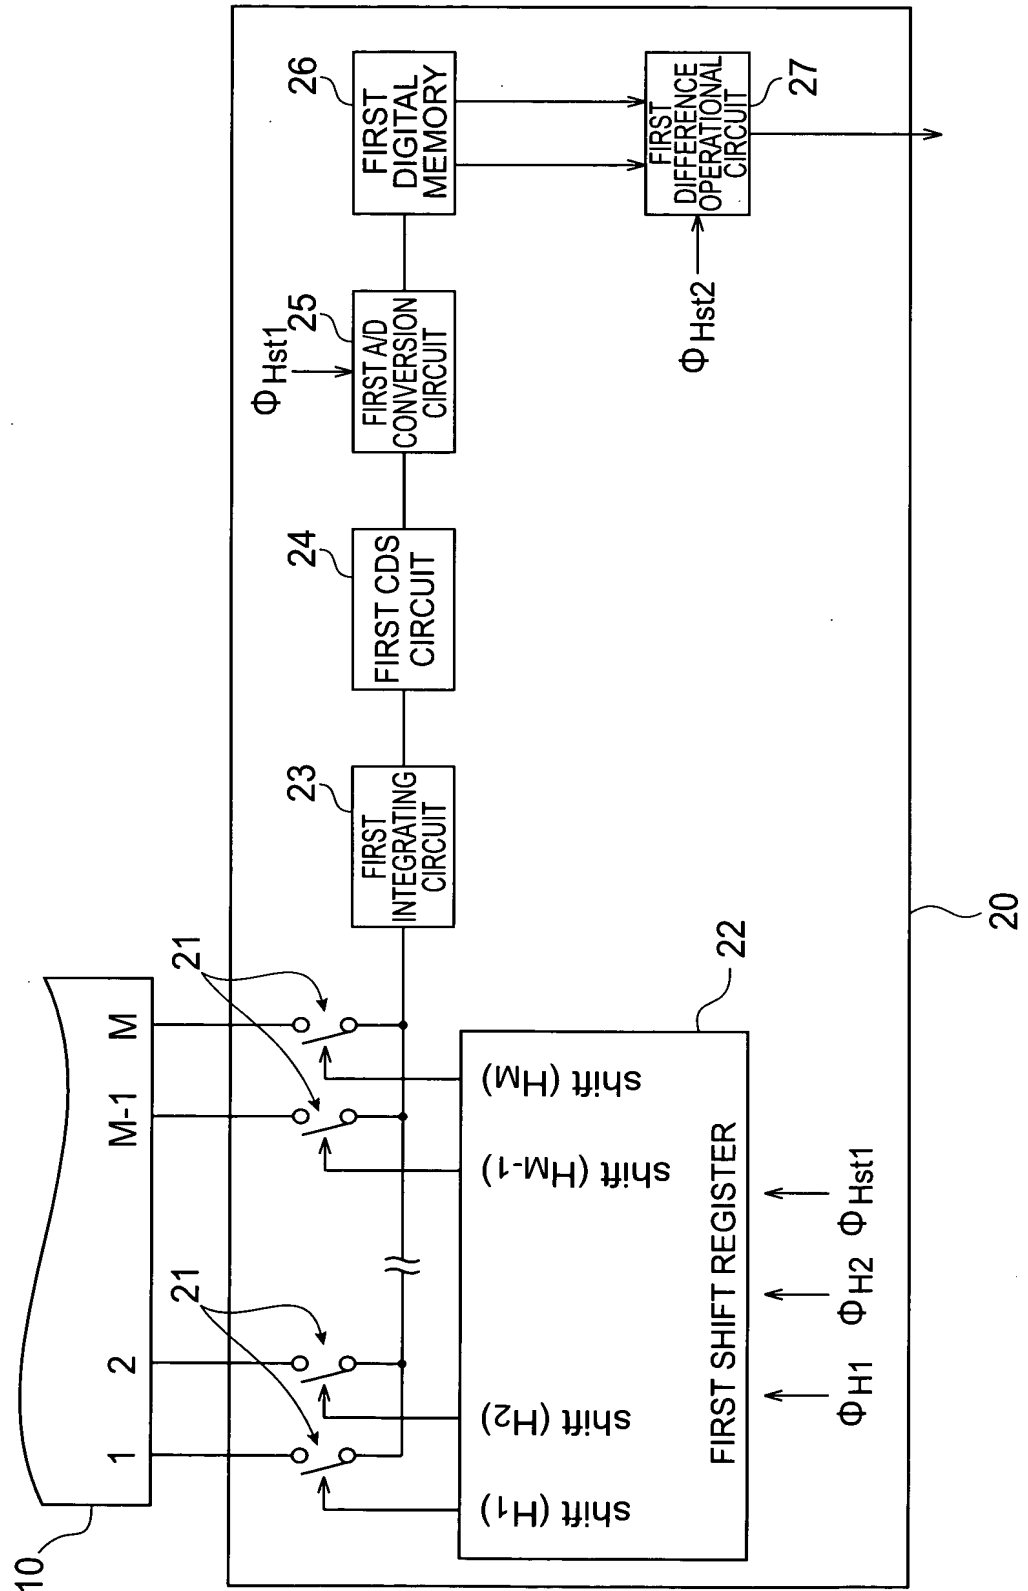 10
1
2
M-1
M
21
21
shift (H1)
shift (H2)
shift (HM-1)
shift (HM)
22
FIRST SHIFT REGISTER
ΦH1
ΦH2
ΦHst1
23
FIRST
INTEGRATING
CIRCUIT
24
FIRST CDS
CIRCUIT
ΦHst1
25
FIRST A/D
CONVERSION
CIRCUIT
26
FIRST
DIGITAL
MEMORY
ΦHst2
FIRST
DIFFERENCE
OPERATIONAL
CIRCUIT
27
20